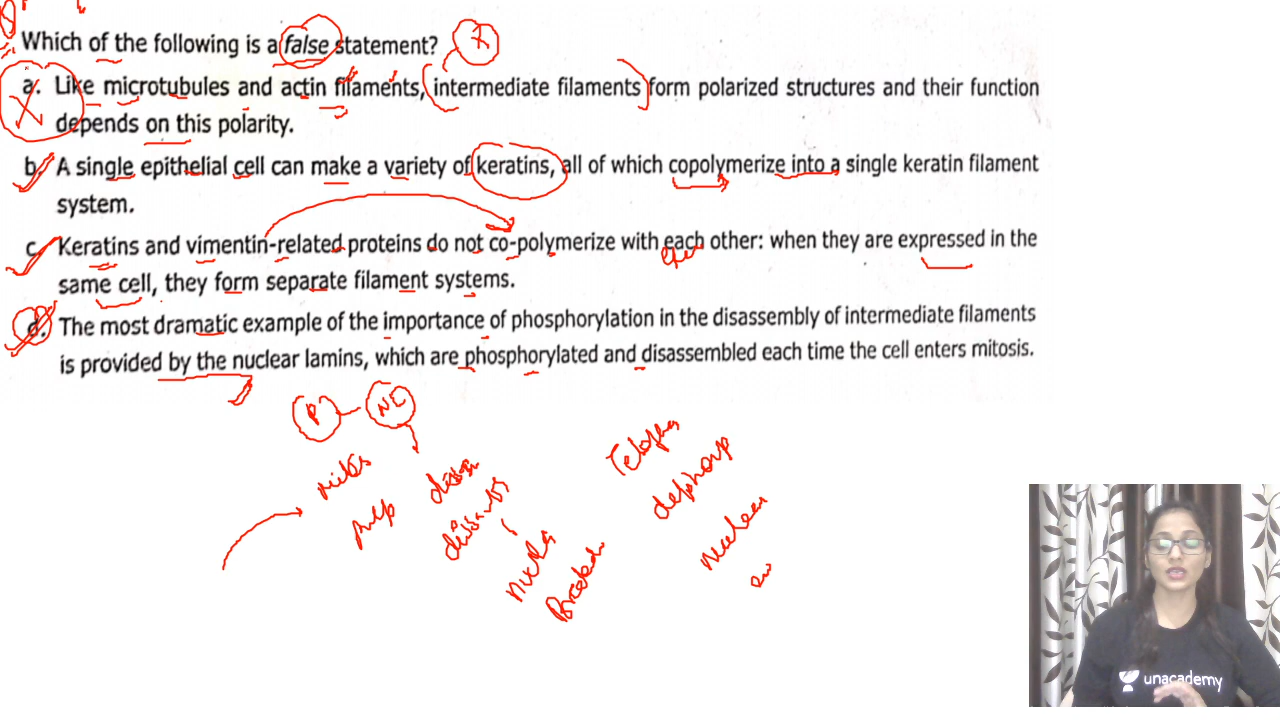 Which of the following is a false statement?
a. Like microtubules and actin filaments, intermediate filaments form polarized structures and their function
depends on this polarity.
b. A single epithelial cell can make a variety of keratins, all of which copolymerize into a single keratin filament
system.
c. Keratins and vimentin-related proteins do not co-polymerize with each other: when they are expressed in the
same cell, they form separate filament systems.
d. The most dramatic example of the importance of phosphorylation in the disassembly of intermediate filaments
is provided by the nuclear lamins, which are phosphorylated and disassembled each time the cell enters mitosis.
P
dephosp
unacademy